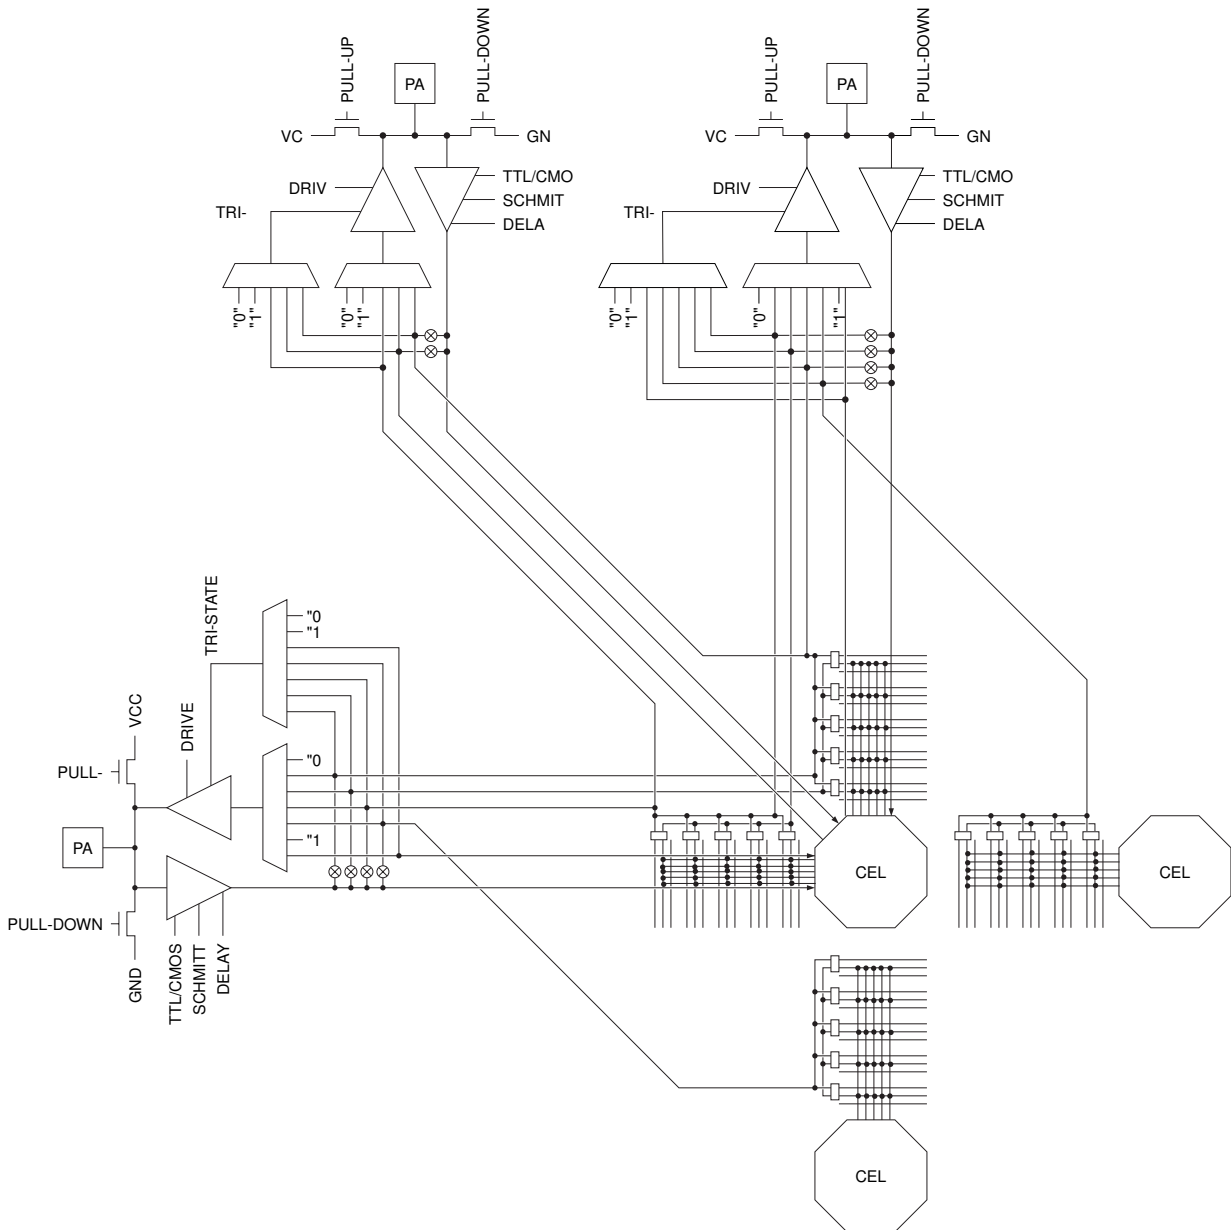 PULL-UP
PA
PULL-DOWN
VC
GN
DRIV
TTL/CMO
SCHMIT
DELA
TRI-
"0"
"1"
"0"
"1"
PULL-UP
PA
PULL-DOWN
VC
GN
DRIV
TTL/CMO
SCHMIT
DELA
TRI-
"0"
"1"
"0"
"1"
TRI-STATE
"0
"1
VCC
DRIVE
PULL-
"0
"1
PA
PULL-DOWN
GND
TTL/CMOS
SCHMITT
DELAY
CEL
CEL
CEL